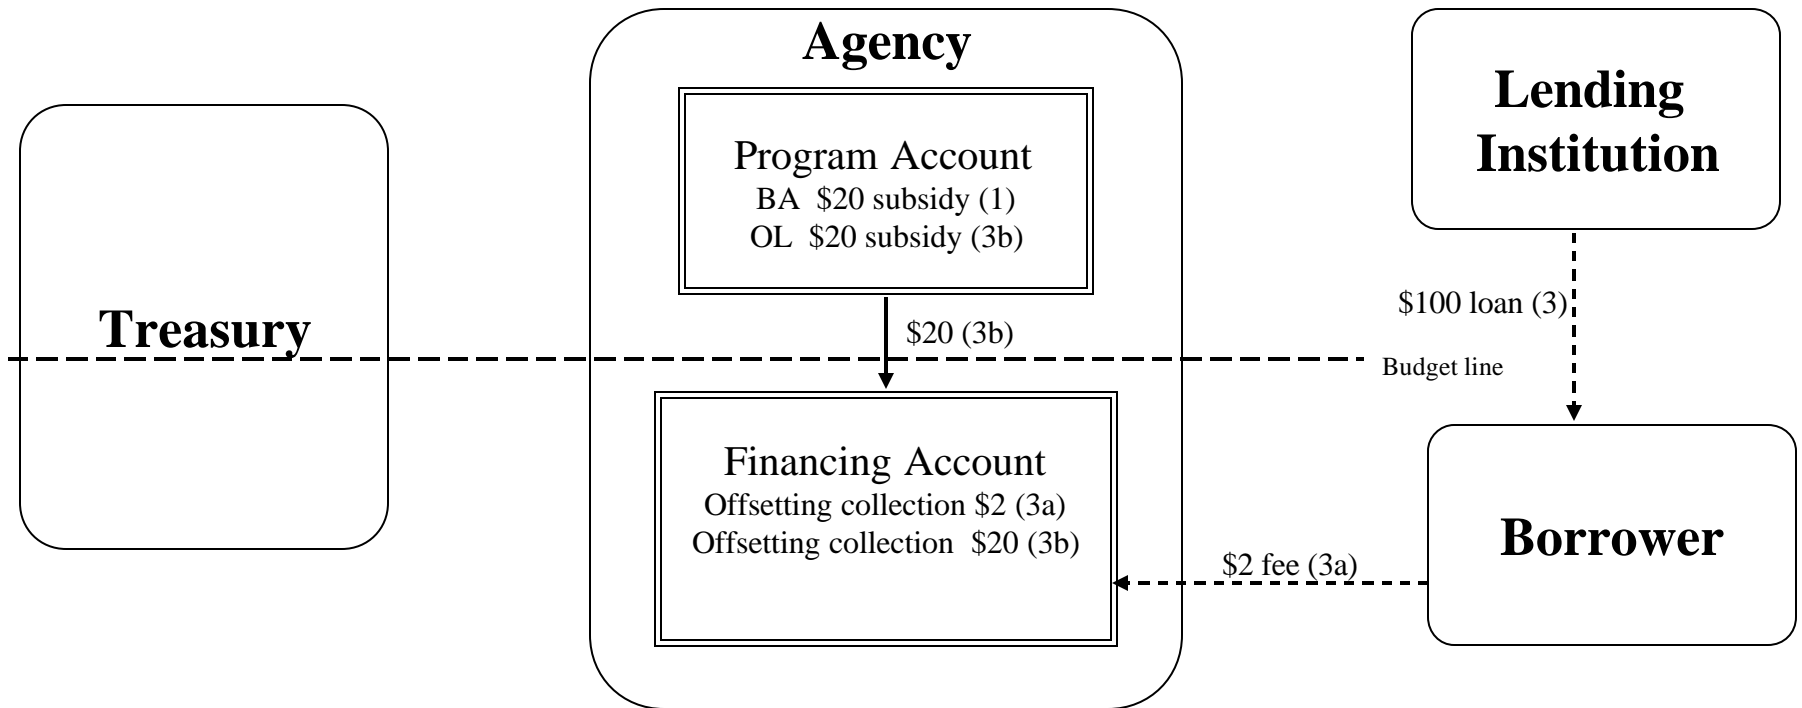 Agency
Lending
Institution
Program Account
BA  $20 subsidy (1)
OL  $20 subsidy (3b)
Treasury
$20 (3b)
$100 loan (3)
Budget line
Financing Account
Offsetting collection $2 (3a)
Offsetting collection  $20 (3b)
$2 fee (3a)
Borrower